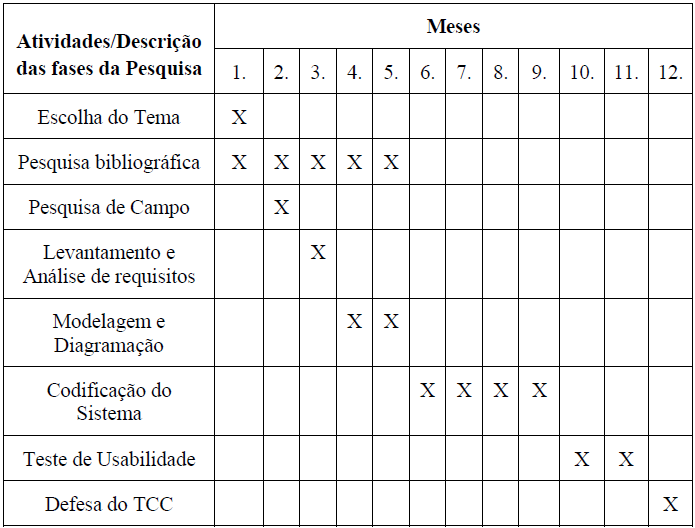 Atividades/Descrição
das fases da Pesquisa
Meses
1. 2. 3. 4. 5. 6. 7. 8. 9. 10. 11. 12.
Escolha do Tema X
Pesquisa bibliográfica X X X X X
Pesquisa de Campo X
Levantamento e
Análise de requisitos X
Modelagem e
Diagramação X X
Codificação do
Sistema X X X X
Teste de Usabilidade X X
Defesa do TCC X